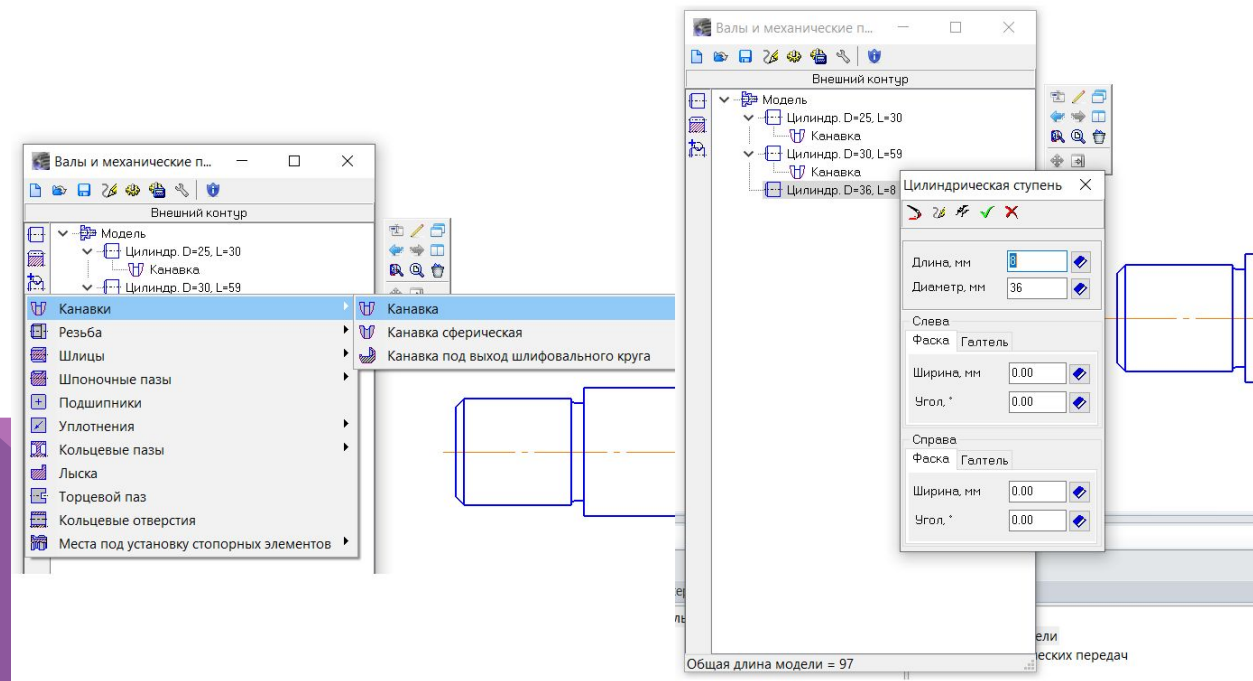 Валы и механические п...
Внешний контур
Модель
Цилиндр. D=25, L=30
Канавка
Цилиндр. D=30, L=59
Канавки
Резьба
Шлицы
Шпоночные пазы
Подшипники
Уплотнения
Кольцевые пазы
Лыска
Торцевой паз
Кольцевые отверстия
Места под установку стопорных элементов
Канавка
Канавка сферическая
Канавка под выход шлифовального круга
Валы и механические п...
Внешний контур
Модель
Цилиндр. D=25, L=30
Канавка
Цилиндр. D=30, L=59
Канавка
Цилиндр. D=36, L=8
Цилиндрическая ступень
Длина, мм 8
Диаметр, мм 36
Слева
Фаска Галтель
Ширина, мм 0.00
Угол, ° 0.00
Справа
Фаска Галтель
Ширина, мм 0.00
Угол, ° 0.00
Общая длина модели = 97
ели
ческих передач